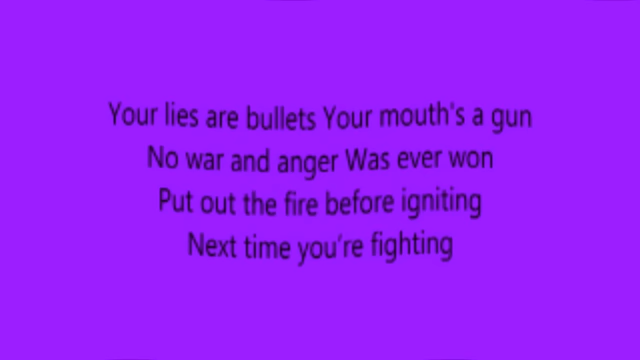 Your lies are bullets Your mouth's a gun
No war and anger Was ever won
Put out the fire before igniting
Next time you're fighting